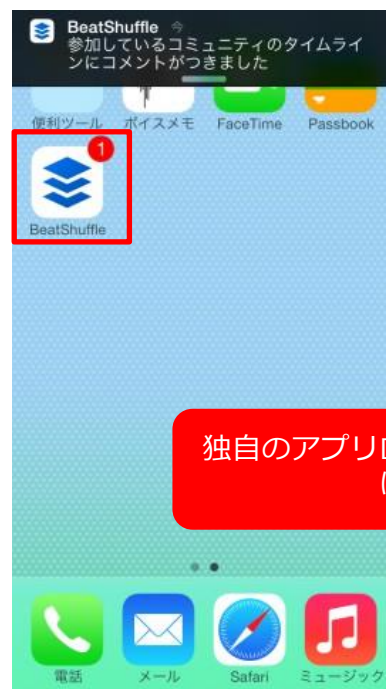 BeatShuffle 今
参加しているコミュニティのタイムライ
ンにコメントがつきました
便利ツール ボイスメモ FaceTime Passbook
1
BeatShuffle
独自のアプリ
電話 メール Safari ミュージック